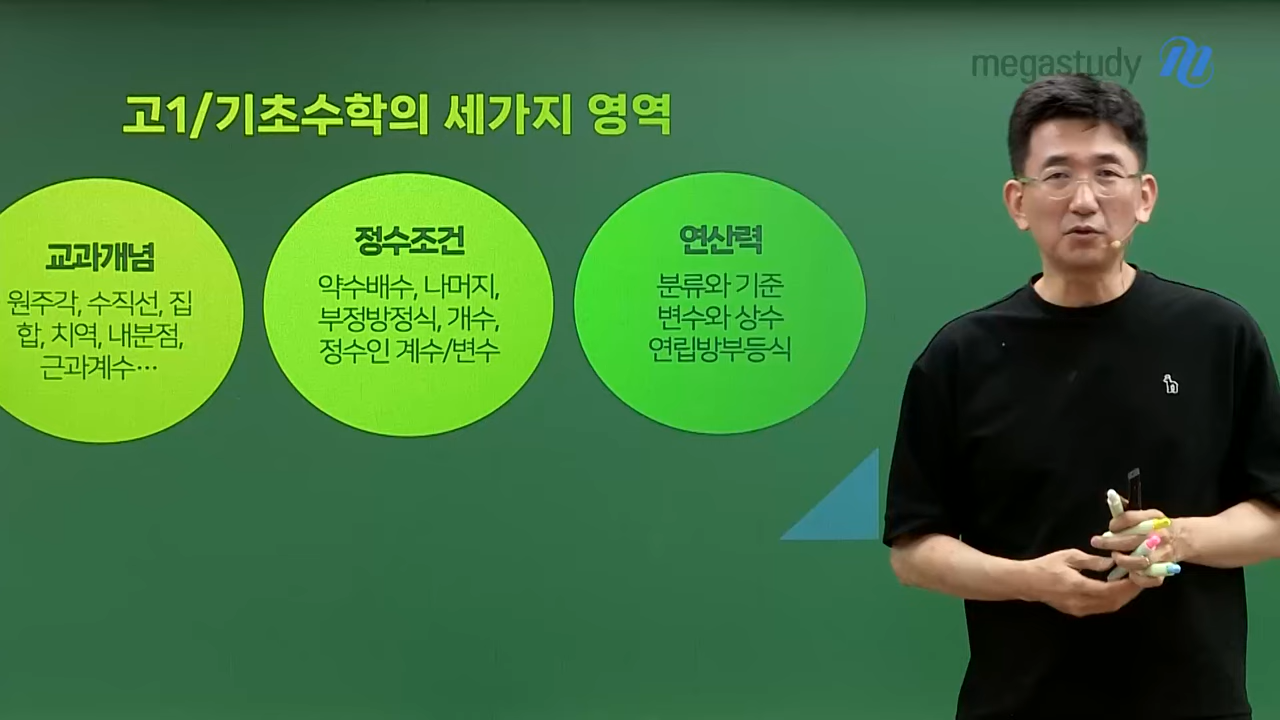 megastudy
고1/기초수학의 세가지 영역
교과개념
원주각, 수직선, 집
합, 치역, 내분점,
근과계수…
정수조건
약수배수, 나머지,
부정방정식, 개수,
정수인 계수/변수
연산력
분류와 기준
변수와 상수
연립방부등식